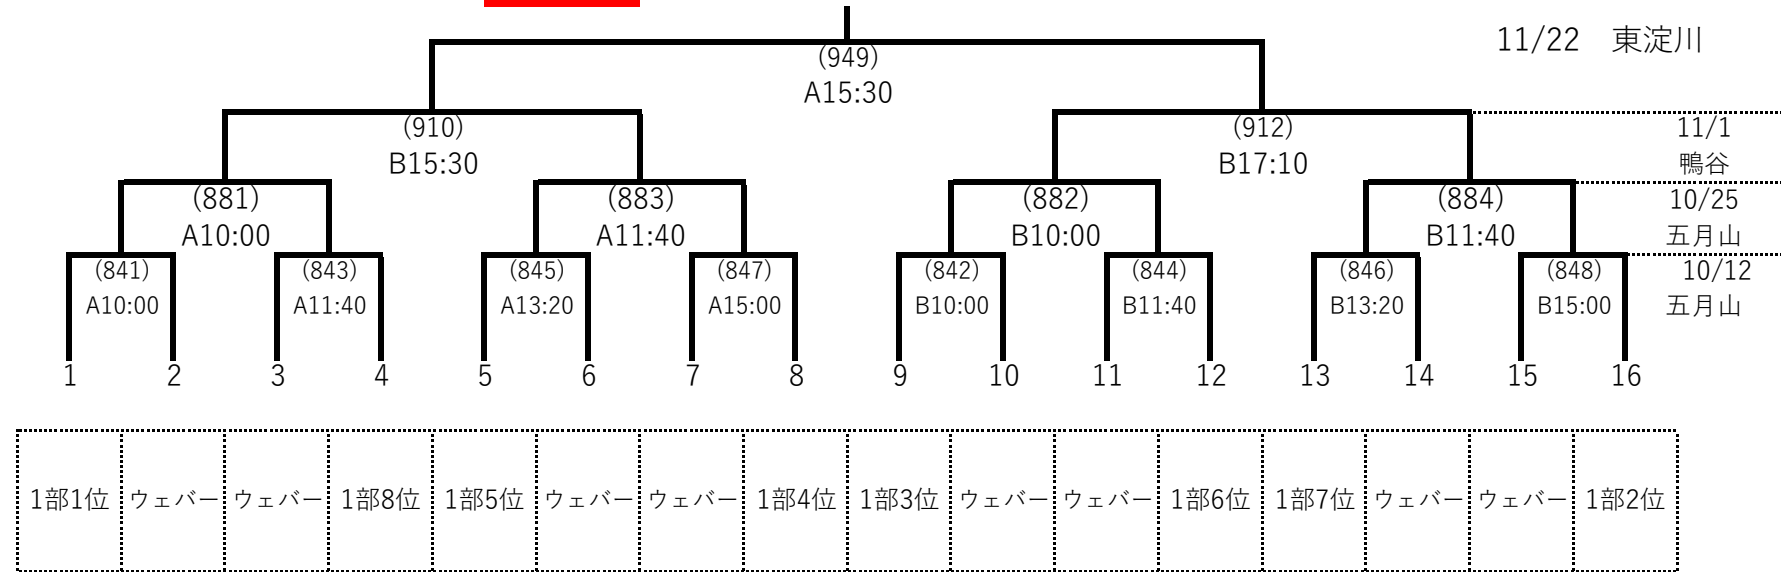 11/22　東淀川
(949)
A15:30
(910) (912) 11/1
B15:30 B17:10 鴨谷
(881) (883) (882) (884) 10/25
A10:00 A11:40 B10:00 B11:40 五月山
(841) (843) (845) (847) (842) (844) (846) (848) 10/12
A10:00 A11:40 A13:20 A15:00 B10:00 B11:40 B13:20 B15:00 五月山
1 2 3 4 5 6 7 8 9 10 11 12 13 14 15 16
1部1位 ウェバー ウェバー 1部8位 1部5位 ウェバー ウェバー 1部4位 1部3位 ウェバー ウェバー 1部6位 1部7位 ウェバー ウェバー 1部2位